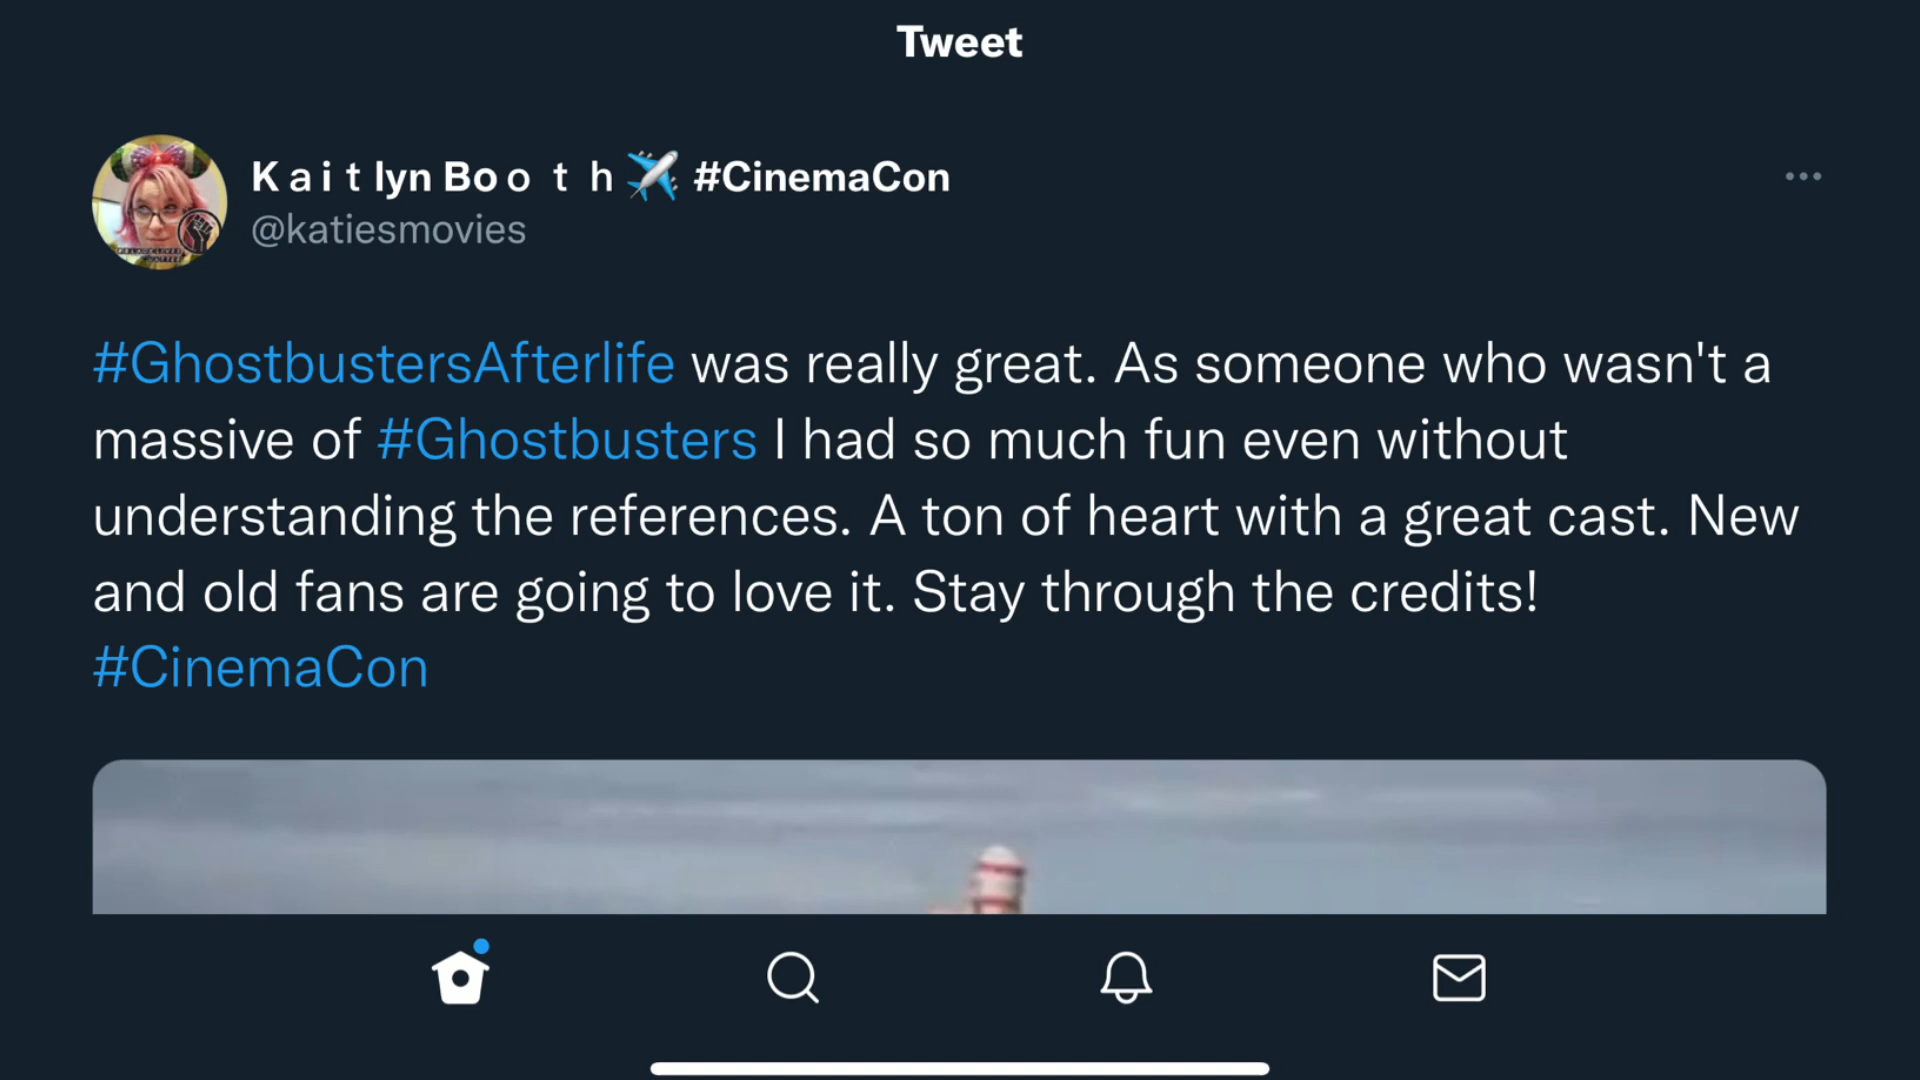 Tweet
Kaitlyn Booth ✈️ #CinemaCon
@katiesmovies
#GhostbustersAfterlife was really great. As someone who wasn't a
massive of #Ghostbusters I had so much fun even without
understanding the references. A ton of heart with a great cast. New
and old fans are going to love it. Stay through the credits!
#CinemaCon